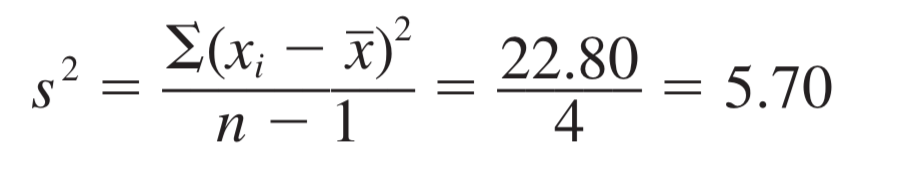 s² = Σ(xᵢ − x̄)² / n − 1 = 22.80 / 4 = 5.70